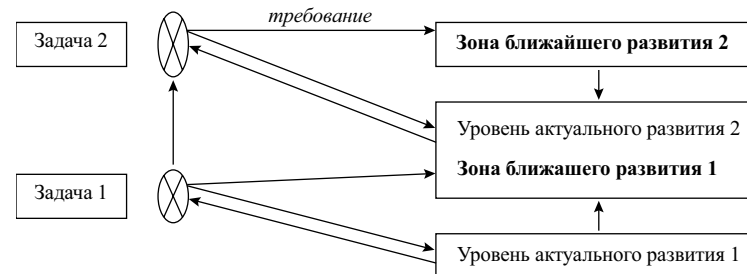 требование
Задача 2
Зона ближайшего развития 2
Уровень актуального развития 2
Зона ближашего развития 1
Задача 1
Уровень актуального развития 1